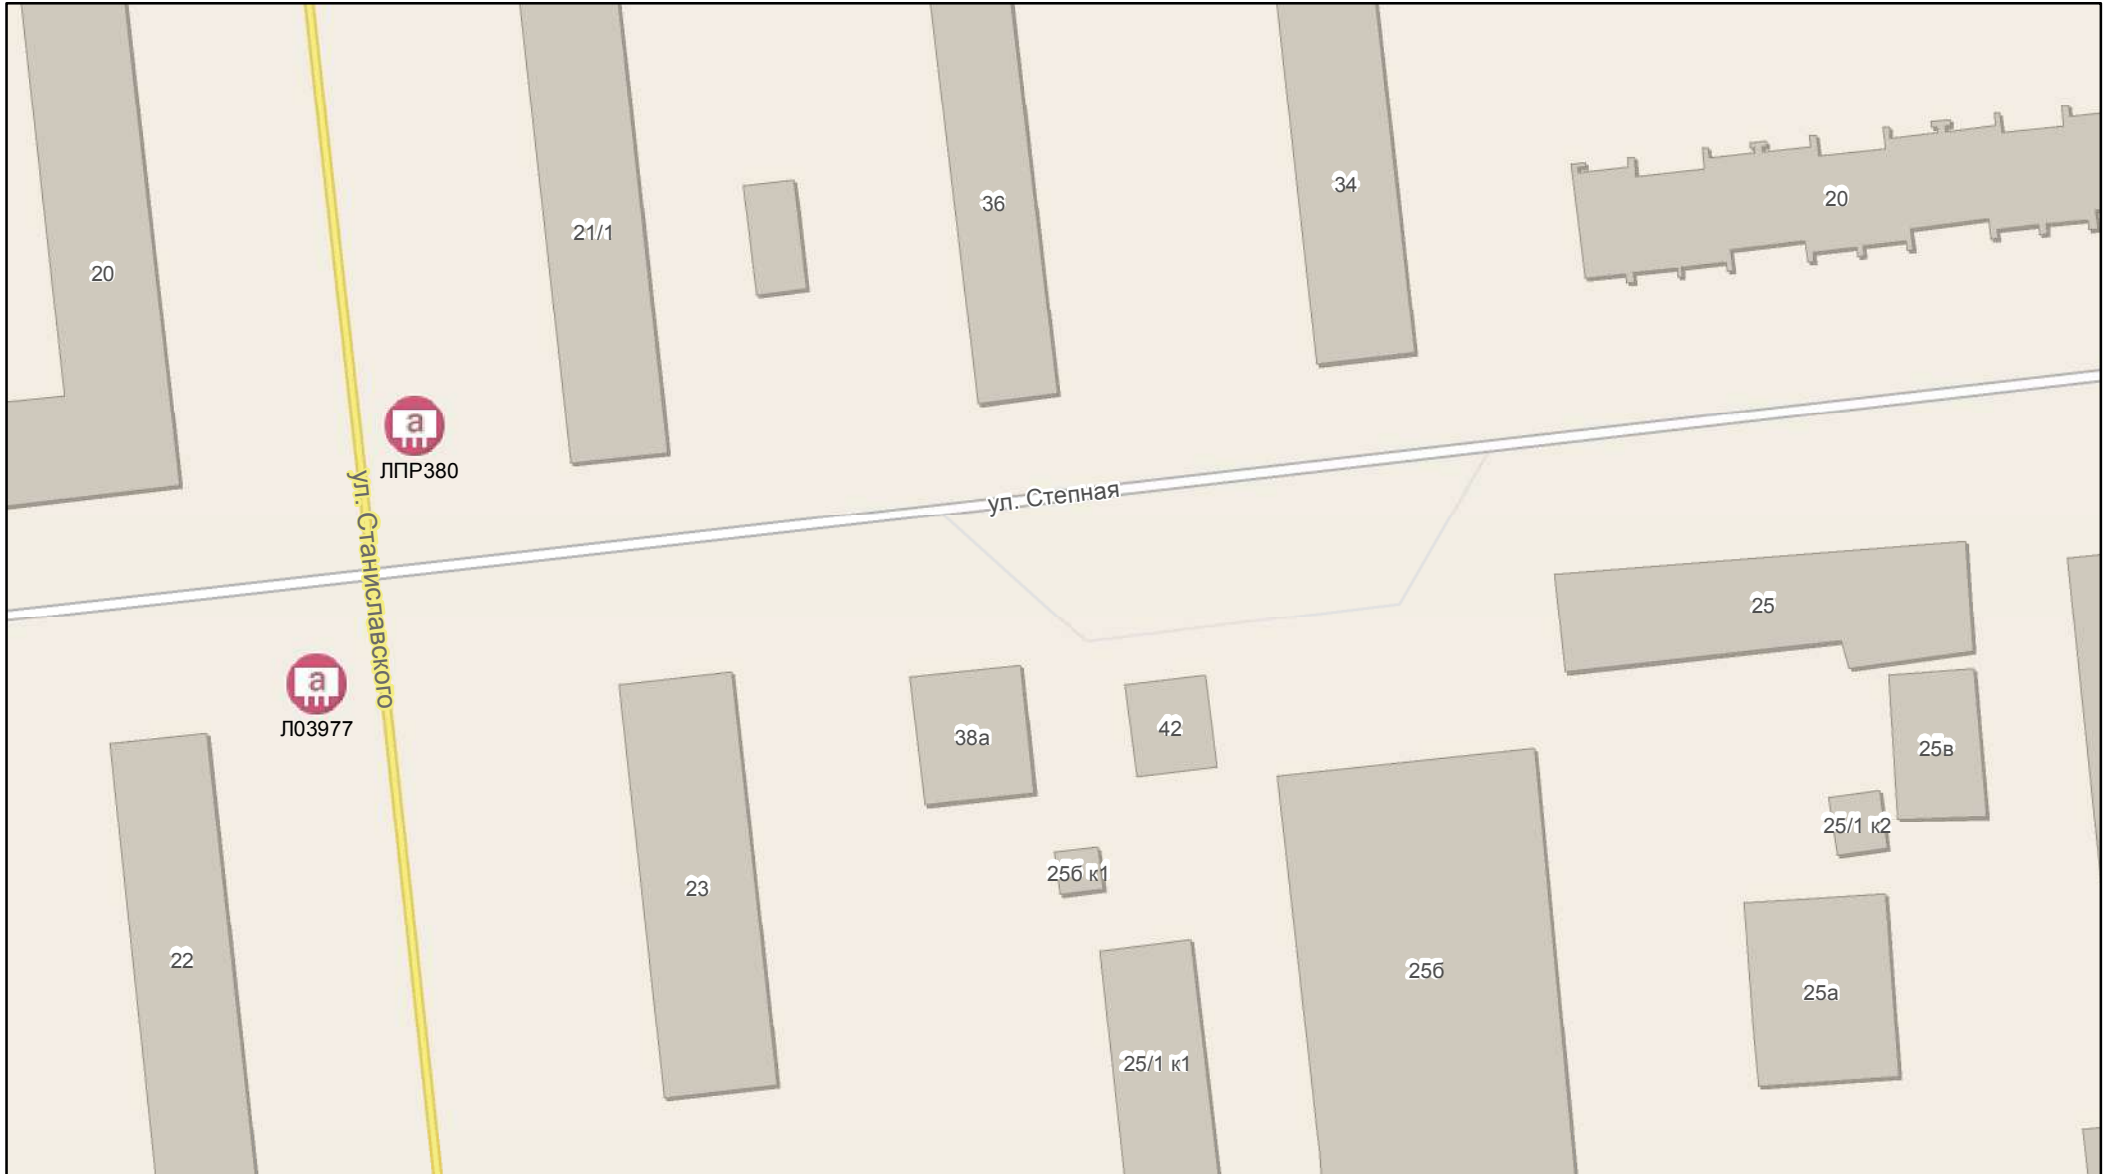 34
20
36
21/1
20
а
ЛПР380
ул. Степная
ул. Станиславского
25
а
Л03977
42
38а
25в
25/1 к2
25б к1
23
22
25б
25а
25/1 к1